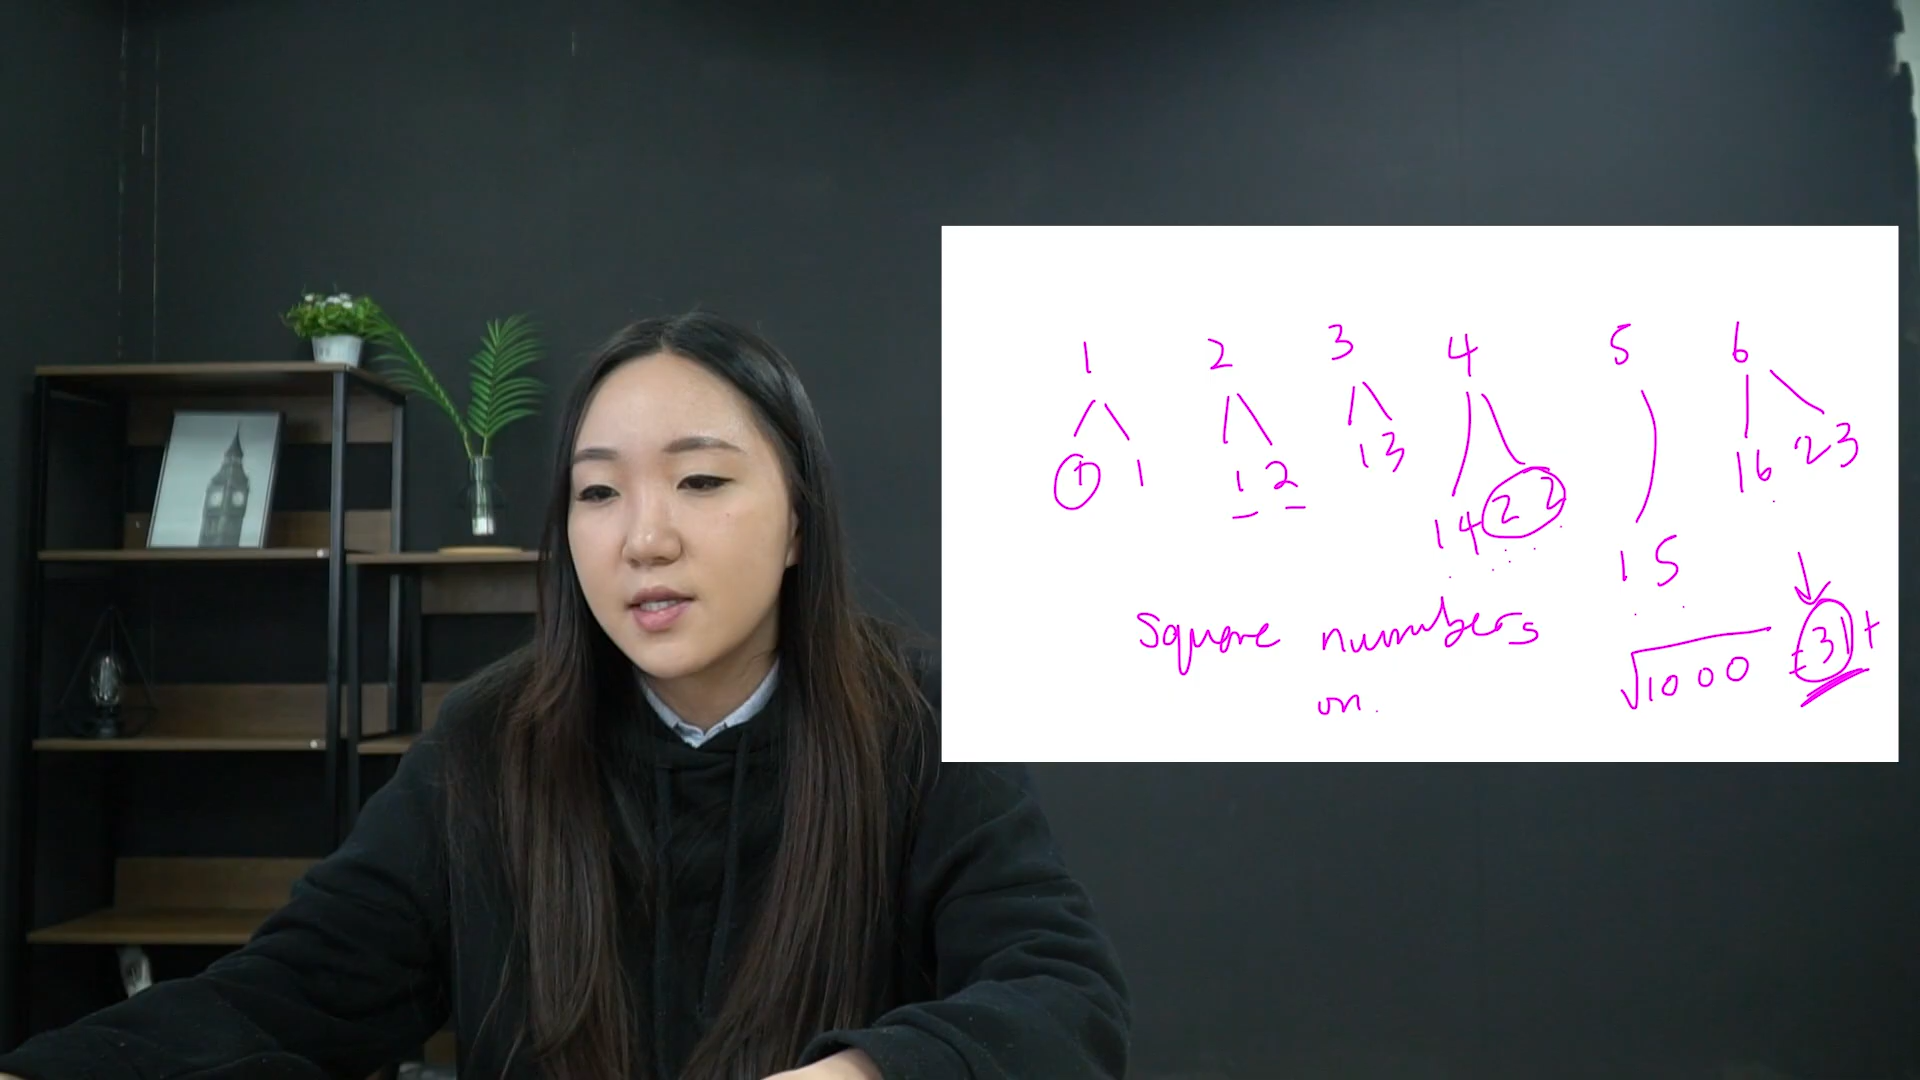 1 2 3 4 5 6
1 1 1 2 1 3 1 4 2 2 1 5 1 6 2 3
square numbers
on.
√1000 = 31 +